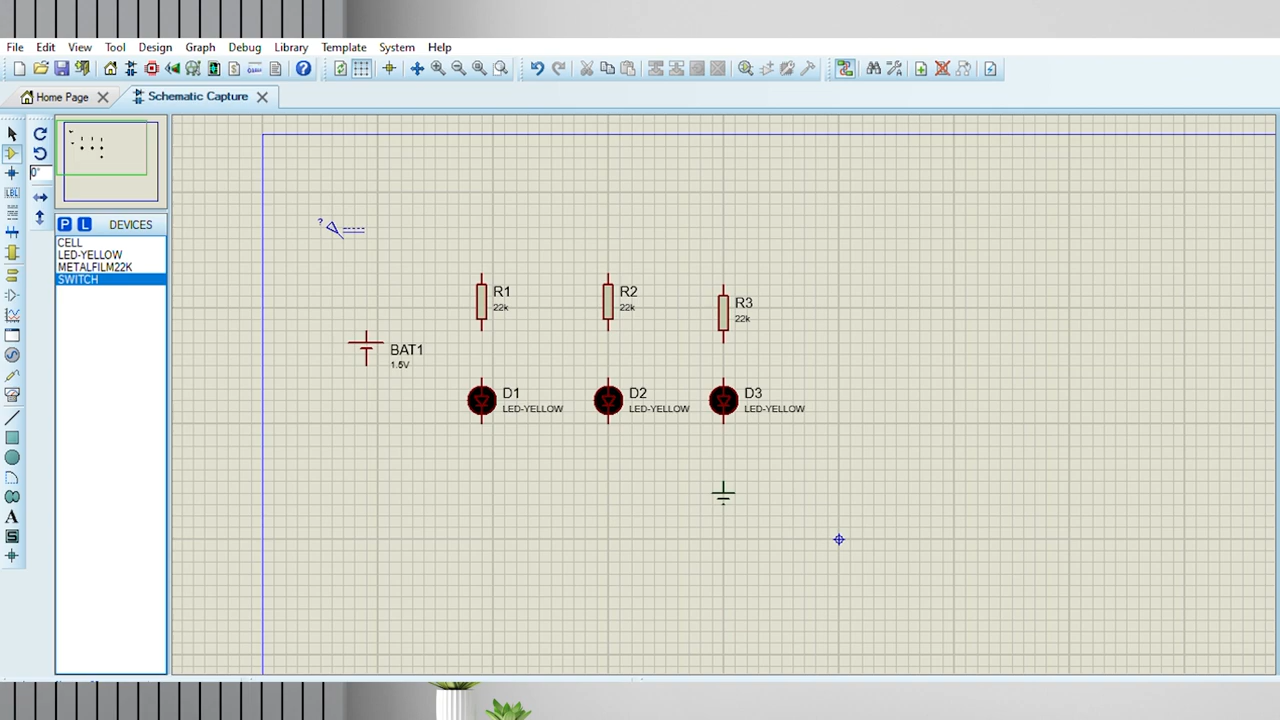 File Edit View Tool Design Graph Debug Library Template System Help
Home Page Schematic Capture
0°
LBL
P L DEVICES
CELL
LED-YELLOW
METALFILM22K
SWITCH
A
S
?
R1
22k
R2
22k
R3
22k
BAT1
1.5V
D1
LED-YELLOW
D2
LED-YELLOW
D3
LED-YELLOW